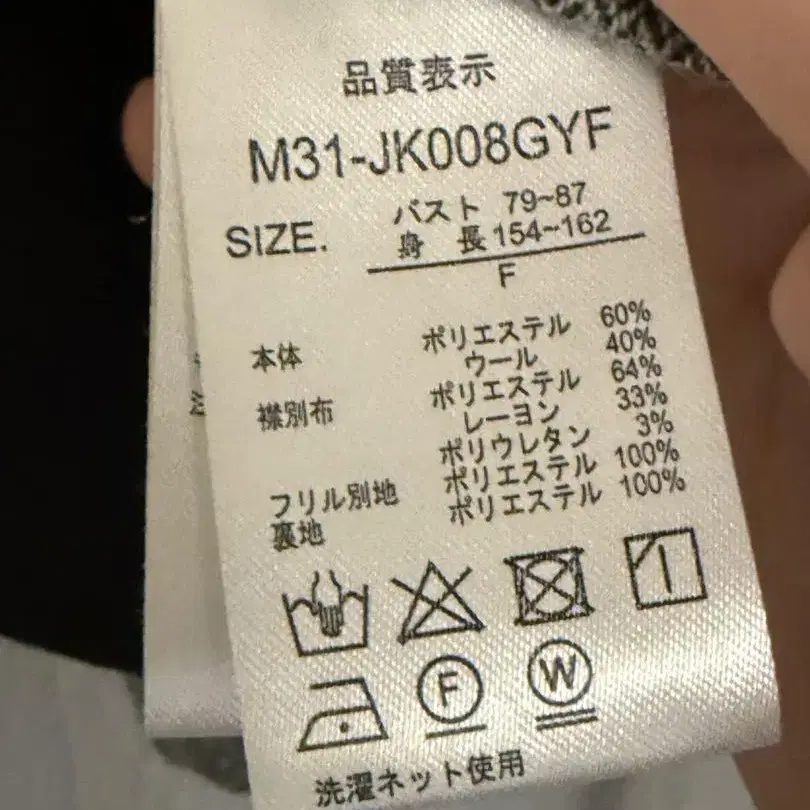 品質表示
M31-JK008GYF
SIZE.
バスト 79~87
身 長 154~162
F
本体 ポリエステル 60%
ウール 40%
襟別布 ポリエステル 64%
レーヨン 33%
ポリウレタン 3%
フリル別地 ポリエステル 100%
裏地 ポリエステル 100%
F
W
洗濯ネット使用